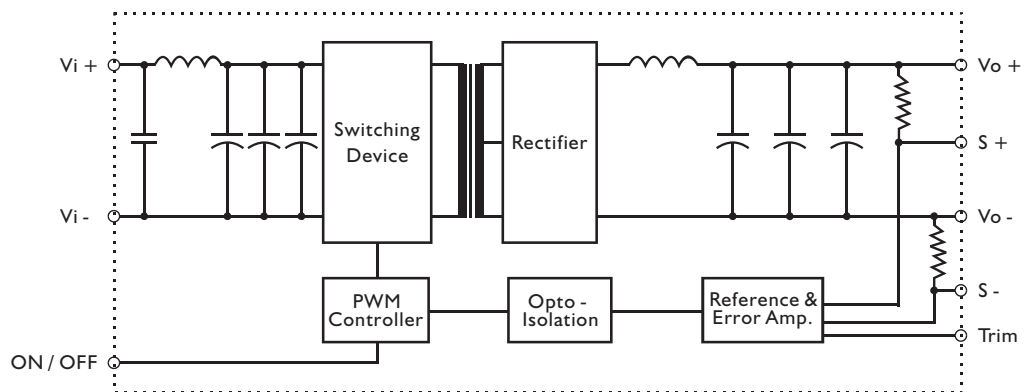 Vi +
Vo +
Switching
Device
Rectifier
S +
Vi -
Vo -
PWM
Controller
Opto -
Isolation
Reference &
Error Amp.
S -
Trim
ON / OFF